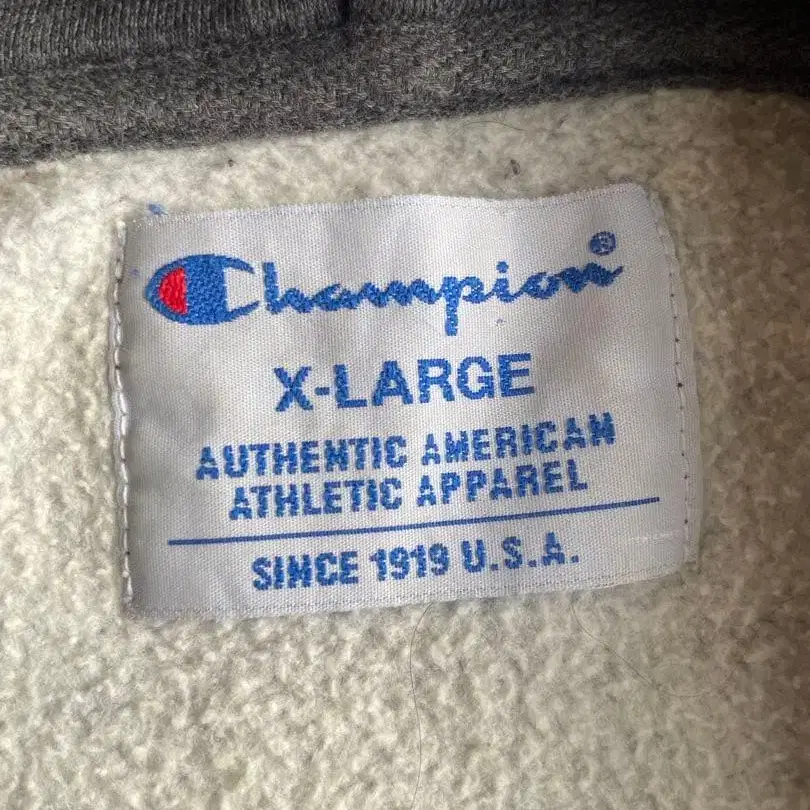 Champion®
X-LARGE
AUTHENTIC AMERICAN
ATHLETIC APPAREL
SINCE 1919 U.S.A.